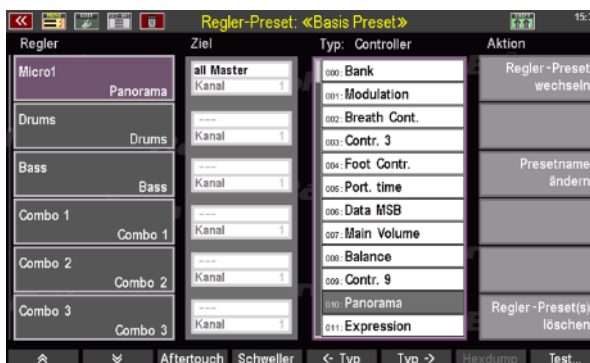 Regler-Preset: «Basis Preset»
15:
Regler Ziel Typ: Controller Aktion
Micro1
Panorama
all Master
Kanal 1
Drums
Drums
---
Kanal 1
Bass
Bass
---
Kanal 1
Combo 1
Combo 1
---
Kanal 1
Combo 2
Combo 2
---
Kanal 1
Combo 3
Combo 3
---
Kanal 1
000: Bank
001: Modulation
002: Breath Cont.
003: Contr. 3
004: Foot Contr.
005: Port. time
006: Data MSB
007: Main Volume
008: Balance
009: Contr. 9
010: Panorama
011: Expression
Regler-Preset
wechseln
Presetname
ändern
Regler-Preset(s)
löschen
Aftertouch Schweller <- Typ Typ -> Hexdump Test...